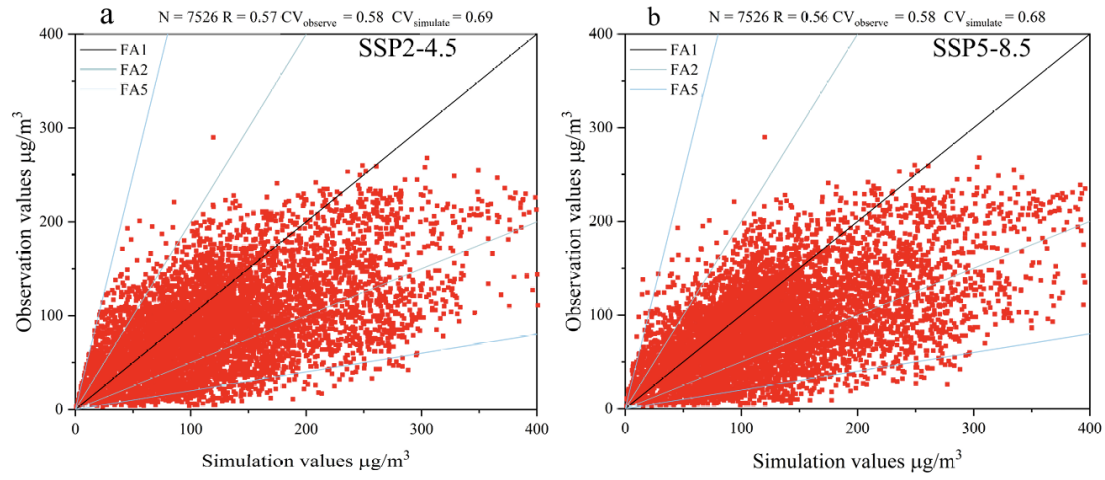 a N = 7526 R = 0.57 CVobserve = 0.58 CVsimulate = 0.69
SSP2-4.5
FA1
FA2
FA5
400
300
200
100
0
Observation values μg/m³
0 100 200 300 400
Simulation values μg/m³
b N = 7526 R = 0.56 CVobserve = 0.58 CVsimulate = 0.68
SSP5-8.5
FA1
FA2
FA5
400
300
200
100
0
Observation values μg/m³
0 100 200 300 400
Simulation values μg/m³